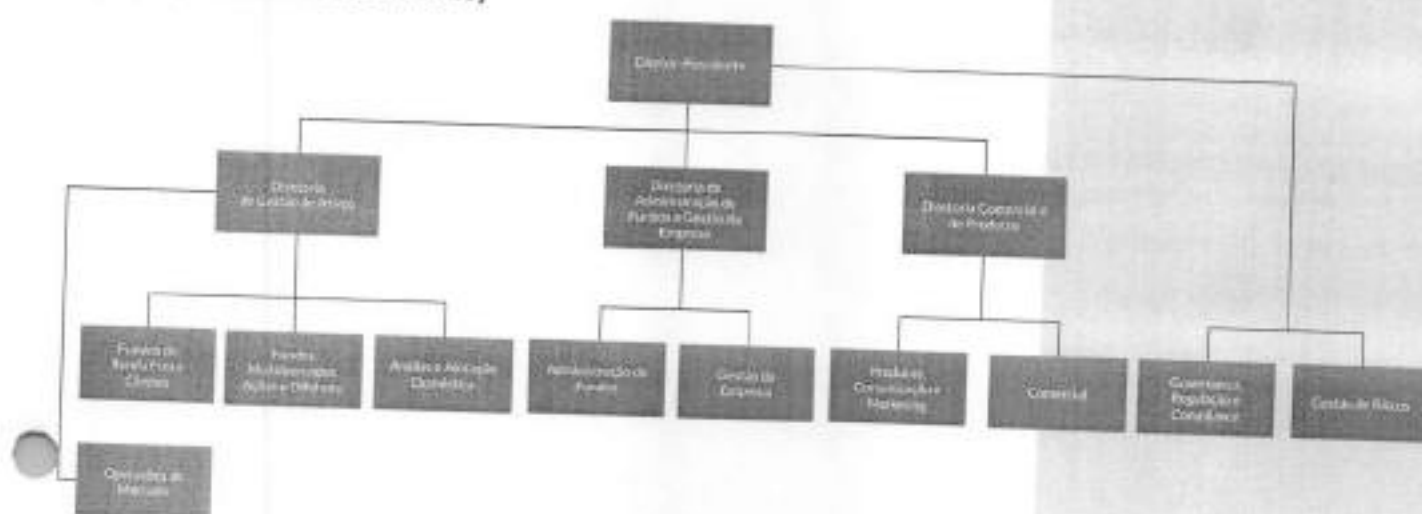 Diretor-Presidente
Diretoria
de Gestão de Ativos
Diretoria de
Administração de
Fundos e Gestão da
Empresa
Diretoria Comercial e
de Produtos
Fundos de
Renda Fixa e
Fundos
Multimercados,
Ações e Offshore
Análise e Alocação
Econômica
Administração de
Fundos
Gestão da
Empresa
Produtos,
Comunicação e
Marketing
Comercial
Governança,
Regulação e
Compliance
Gestão de Riscos
Operações de
Mercado